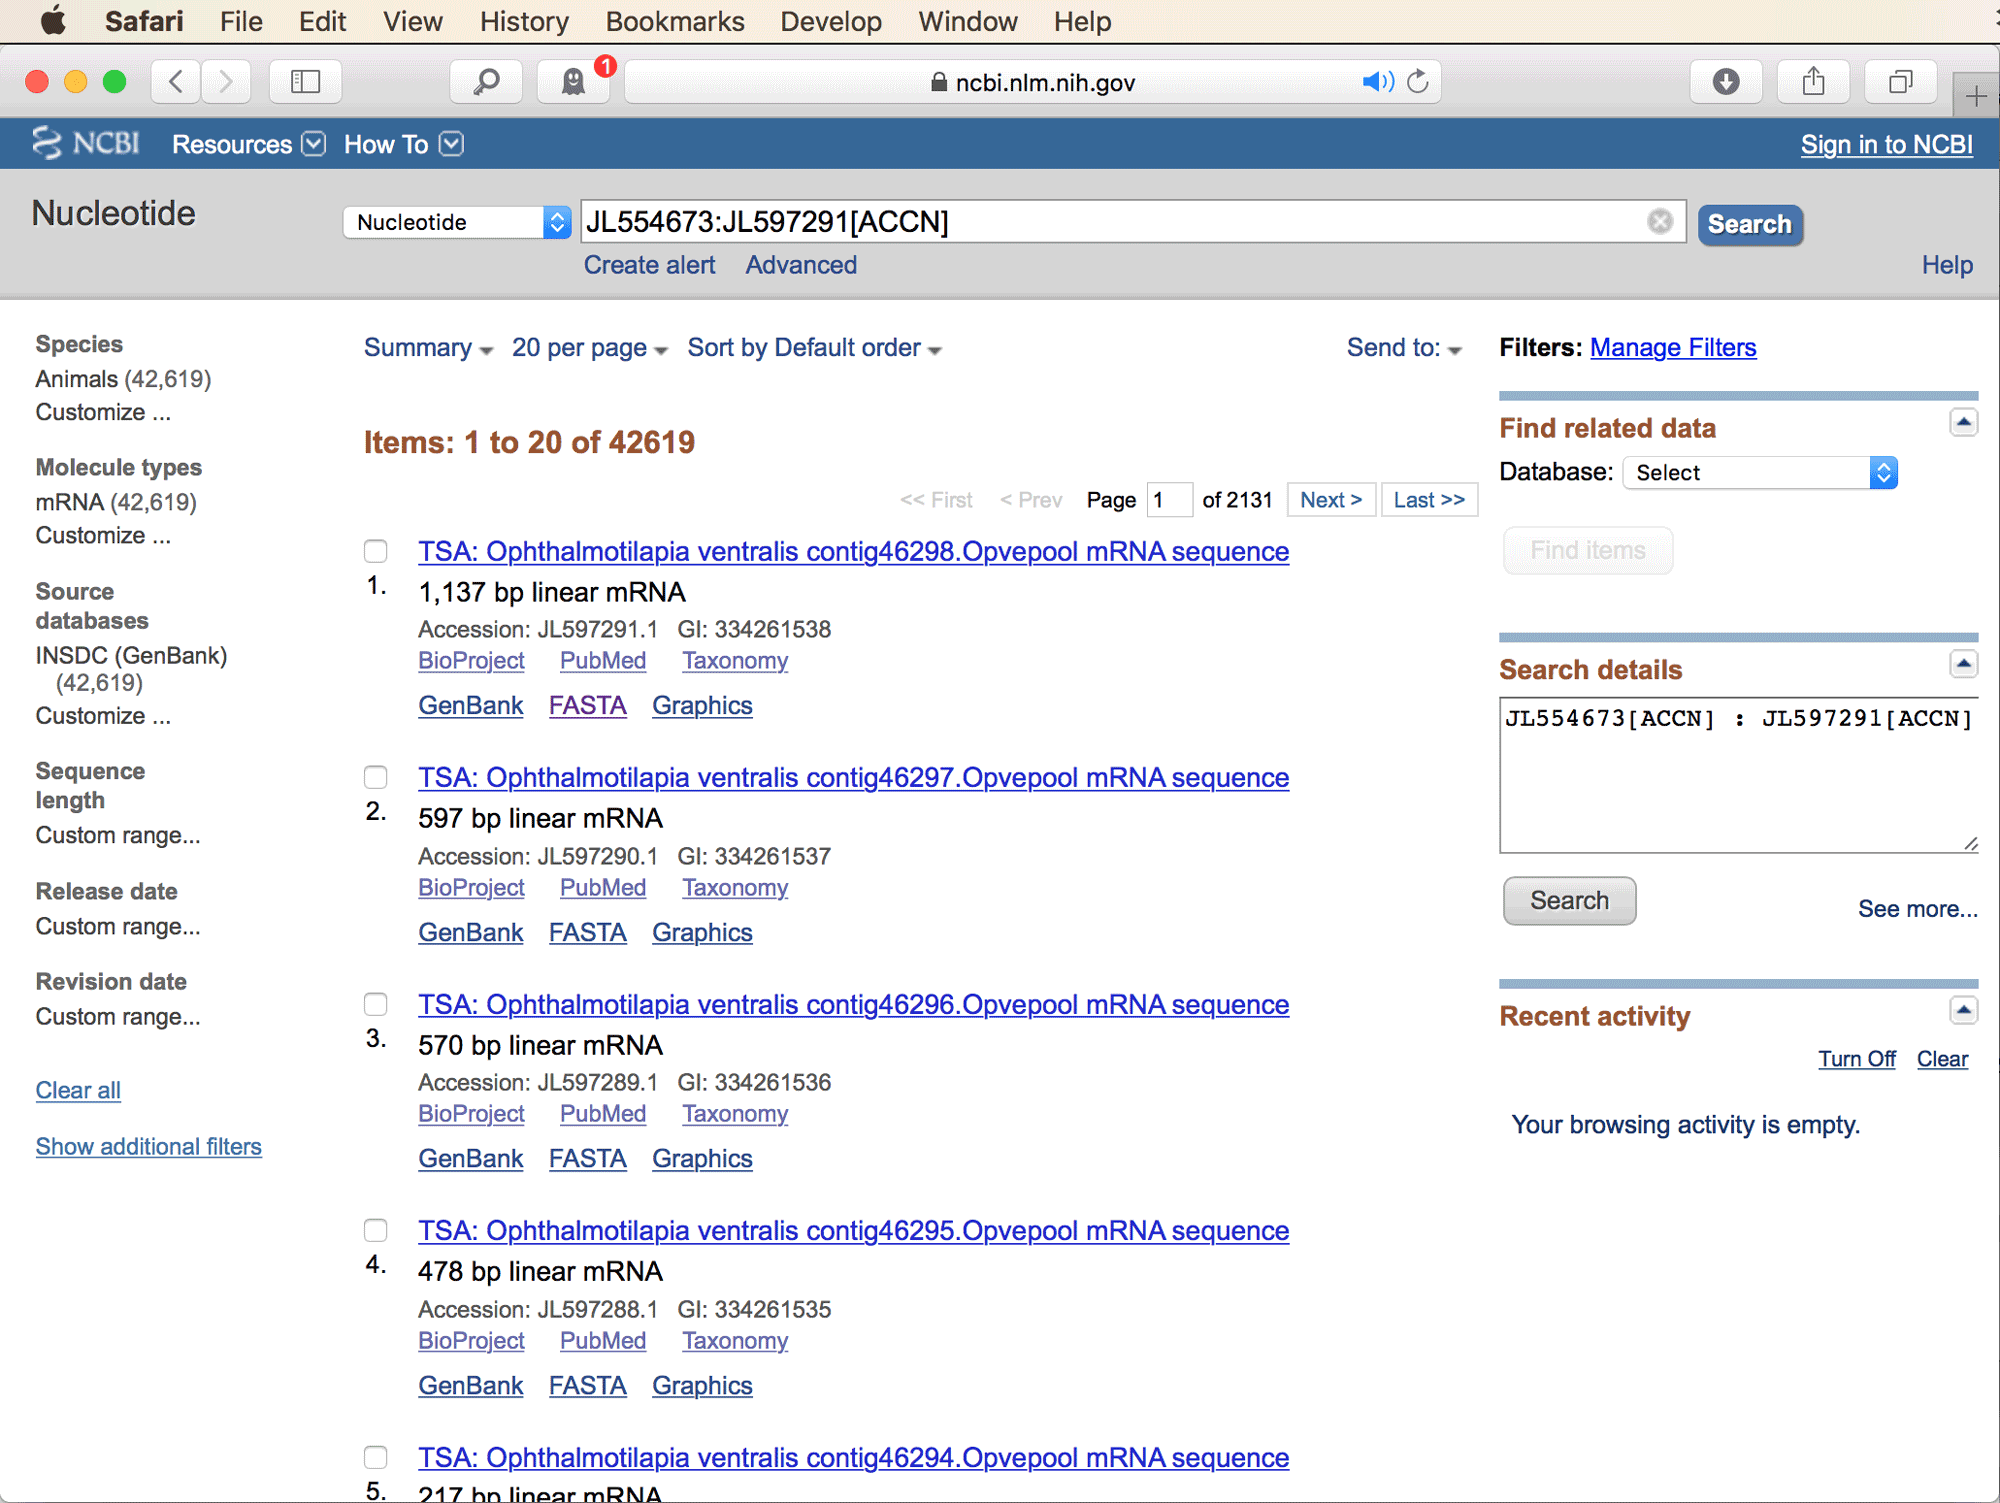 Safari File Edit View History Bookmarks Develop Window Help
1
ncbi.nlm.nih.gov
NCBI Resources How To Sign in to NCBI
Nucleotide
Nucleotide JL554673:JL597291[ACCN] Search
Create alert Advanced Help
Species
Animals (42,619)
Customize ...
Molecule types
mRNA (42,619)
Customize ...
Source
databases
INSDC (GenBank)
(42,619)
Customize ...
Sequence
length
Custom range...
Release date
Custom range...
Revision date
Custom range...
Clear all
Show additional filters
Summary 20 per page Sort by Default order Send to:
Items: 1 to 20 of 42619
<< First < Prev Page 1 of 2131 Next > Last >>
TSA: Ophthalmotilapia ventralis contig46298.Opvepool mRNA sequence
1. 1,137 bp linear mRNA
Accession: JL597291.1 GI: 334261538
BioProject PubMed Taxonomy
GenBank FASTA Graphics
TSA: Ophthalmotilapia ventralis contig46297.Opvepool mRNA sequence
2. 597 bp linear mRNA
Accession: JL597290.1 GI: 334261537
BioProject PubMed Taxonomy
GenBank FASTA Graphics
TSA: Ophthalmotilapia ventralis contig46296.Opvepool mRNA sequence
3. 570 bp linear mRNA
Accession: JL597289.1 GI: 334261536
BioProject PubMed Taxonomy
GenBank FASTA Graphics
TSA: Ophthalmotilapia ventralis contig46295.Opvepool mRNA sequence
4. 478 bp linear mRNA
Accession: JL597288.1 GI: 334261535
BioProject PubMed Taxonomy
GenBank FASTA Graphics
TSA: Ophthalmotilapia ventralis contig46294.Opvepool mRNA sequence
5. 217 bp linear mRNA
Filters: Manage Filters
Find related data
Database: Select
Find items
Search details
JL554673[ACCN] : JL597291[ACCN]
Search See more...
Recent activity
Turn Off Clear
Your browsing activity is empty.